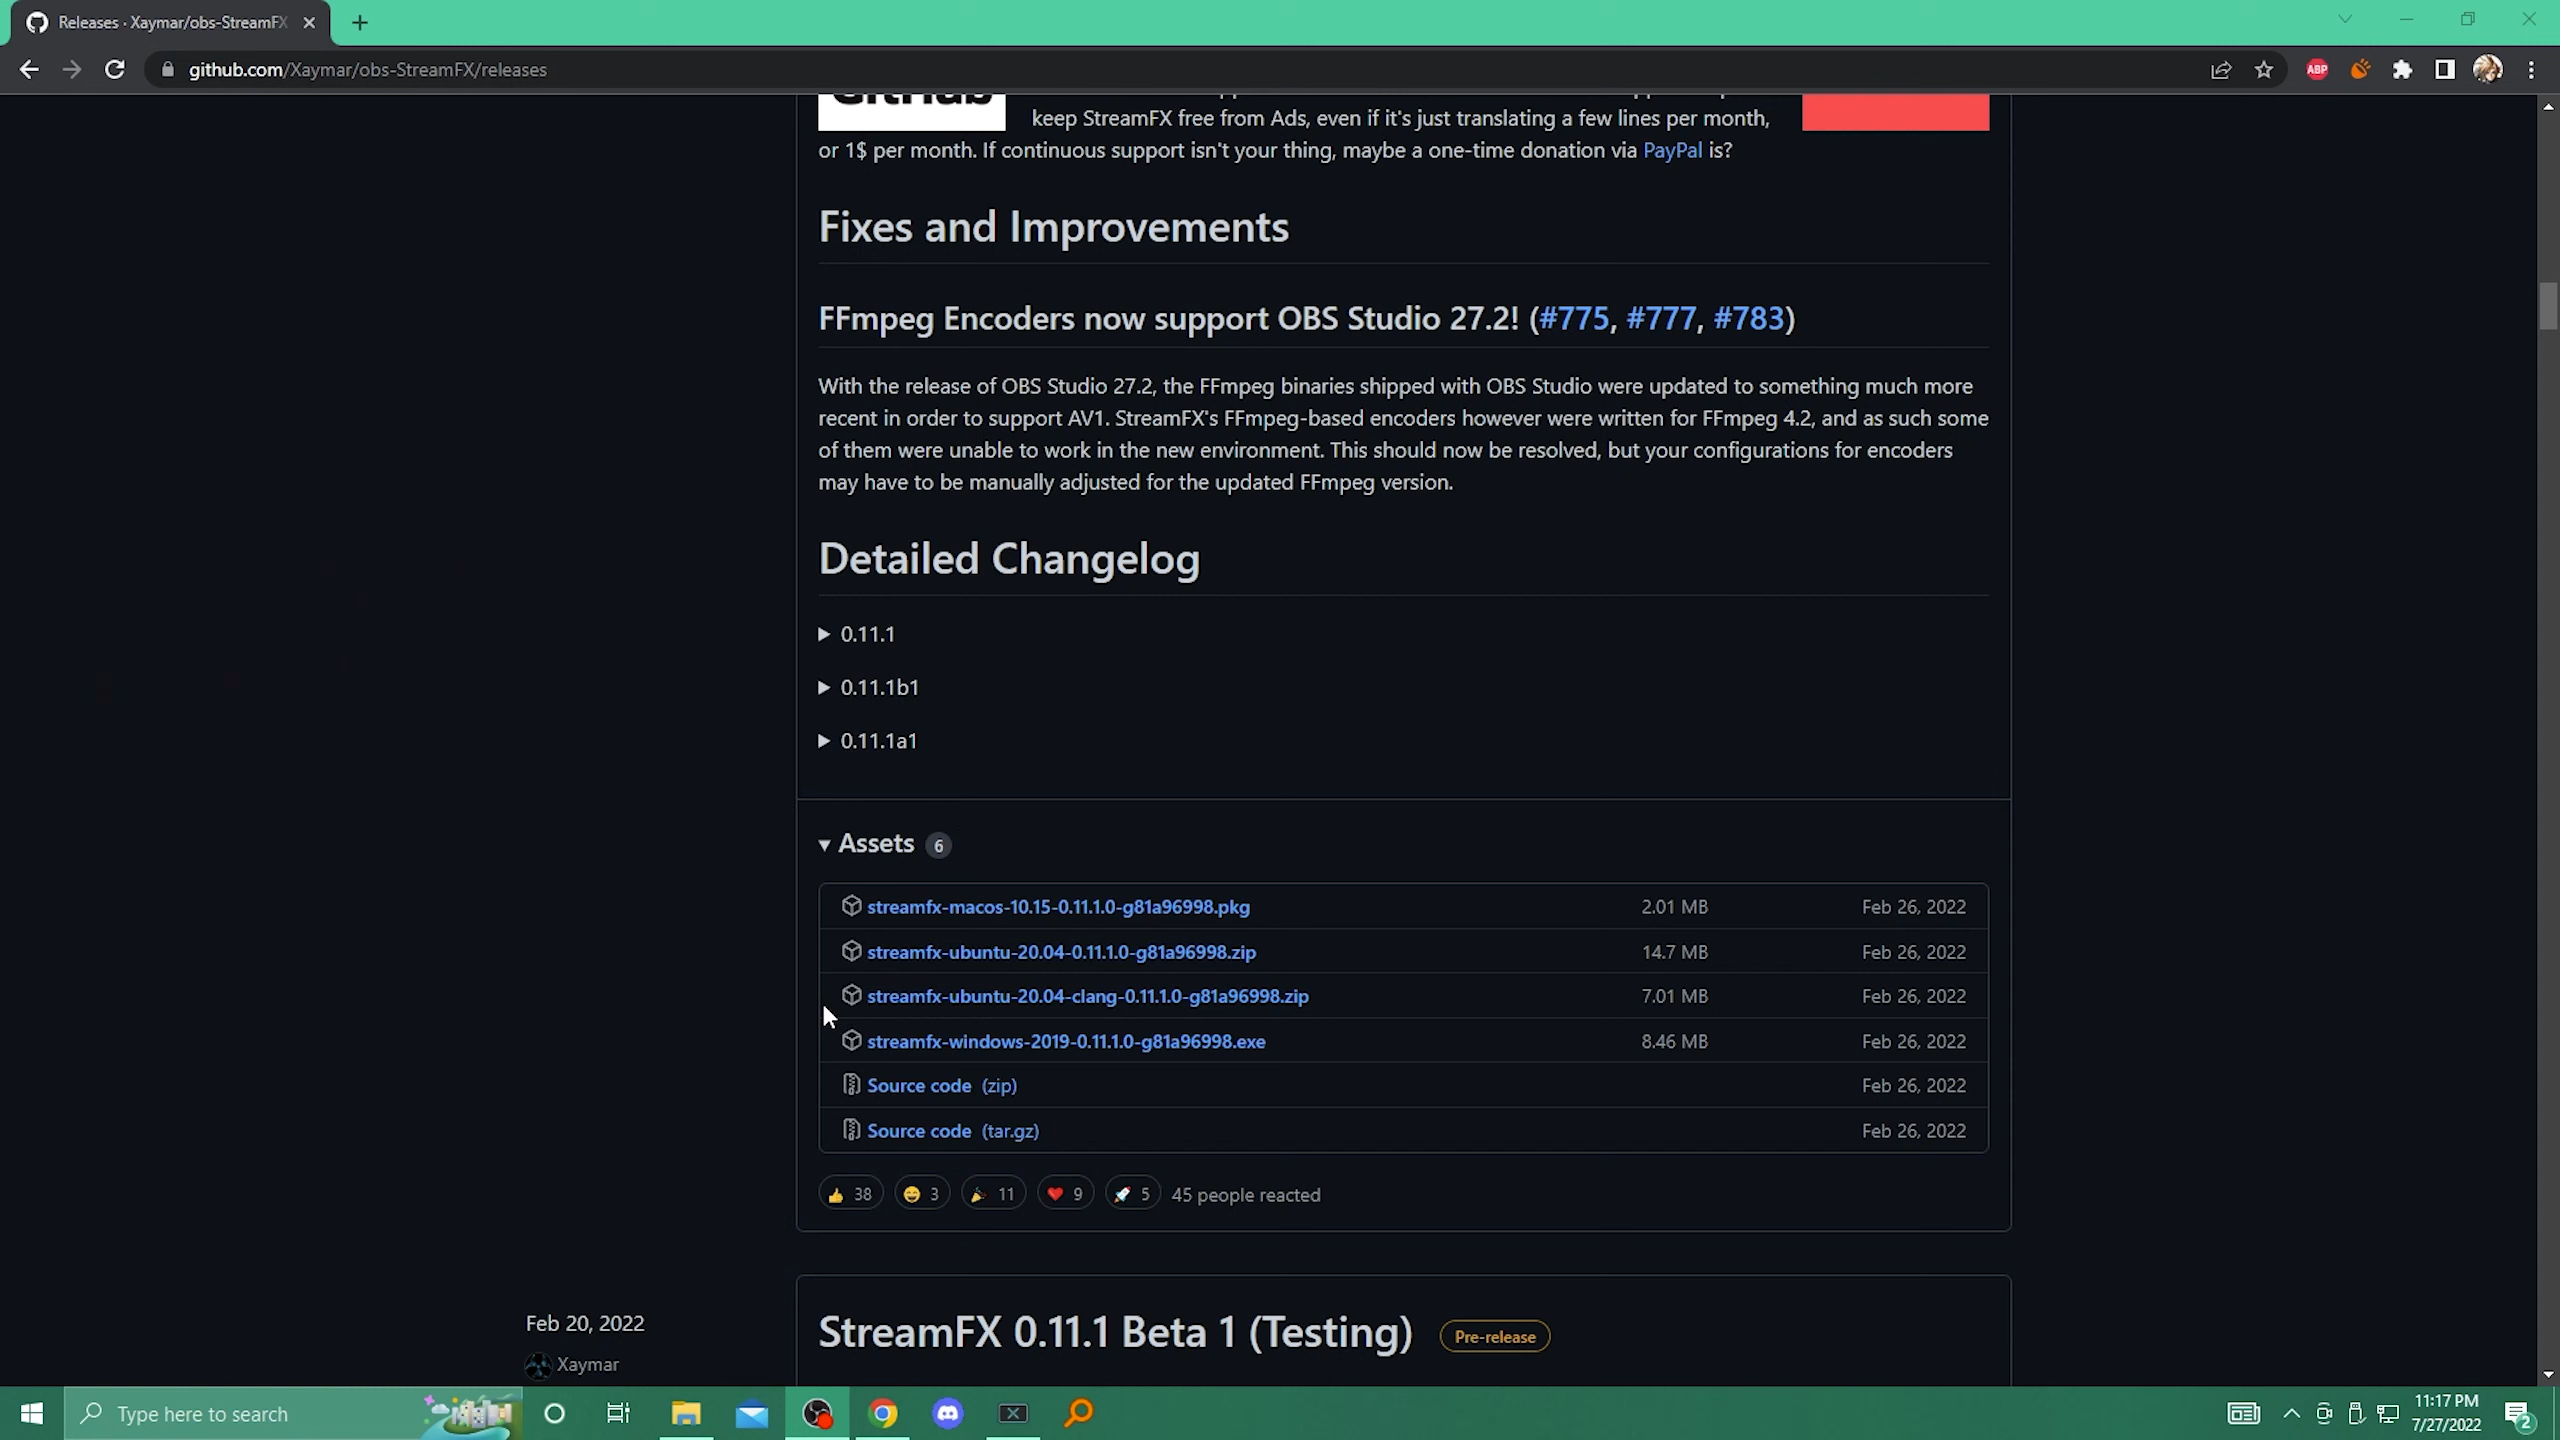 Releases · Xaymar/obs-StreamFX
github.com/Xaymar/obs-StreamFX/releases
ABP
GitHub
keep StreamFX free from Ads, even if it's just translating a few lines per month,
or 1$ per month. If continuous support isn't your thing, maybe a one-time donation via PayPal is?
Fixes and Improvements
FFmpeg Encoders now support OBS Studio 27.2! (#775, #777, #783)
With the release of OBS Studio 27.2, the FFmpeg binaries shipped with OBS Studio were updated to something much more
recent in order to support AV1. StreamFX's FFmpeg-based encoders however were written for FFmpeg 4.2, and as such some
of them were unable to work in the new environment. This should now be resolved, but your configurations for encoders
may have to be manually adjusted for the updated FFmpeg version.
Detailed Changelog
0.11.1
0.11.1b1
0.11.1a1
Assets 6
streamfx-macos-10.15-0.11.1.0-g81a96998.pkg 2.01 MB Feb 26, 2022
streamfx-ubuntu-20.04-0.11.1.0-g81a96998.zip 14.7 MB Feb 26, 2022
streamfx-ubuntu-20.04-clang-0.11.1.0-g81a96998.zip 7.01 MB Feb 26, 2022
streamfx-windows-2019-0.11.1.0-g81a96998.exe 8.46 MB Feb 26, 2022
Source code (zip) Feb 26, 2022
Source code (tar.gz) Feb 26, 2022
38 3 11 9 5 45 people reacted
Feb 20, 2022
Xaymar
StreamFX 0.11.1 Beta 1 (Testing) Pre-release
Type here to search
11:17 PM
7/27/2022
2